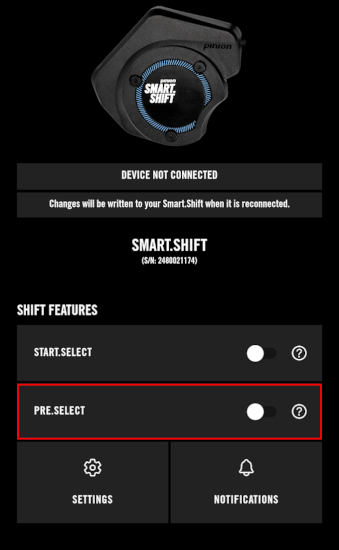 pinion
pinion
SMART.
SHIFT
DEVICE NOT CONNECTED
Changes will be written to your Smart.Shift when it is reconnected.
SMART.SHIFT
(S/N: 2480021174)
SHIFT FEATURES
START.SELECT
PRE.SELECT
SETTINGS
NOTIFICATIONS